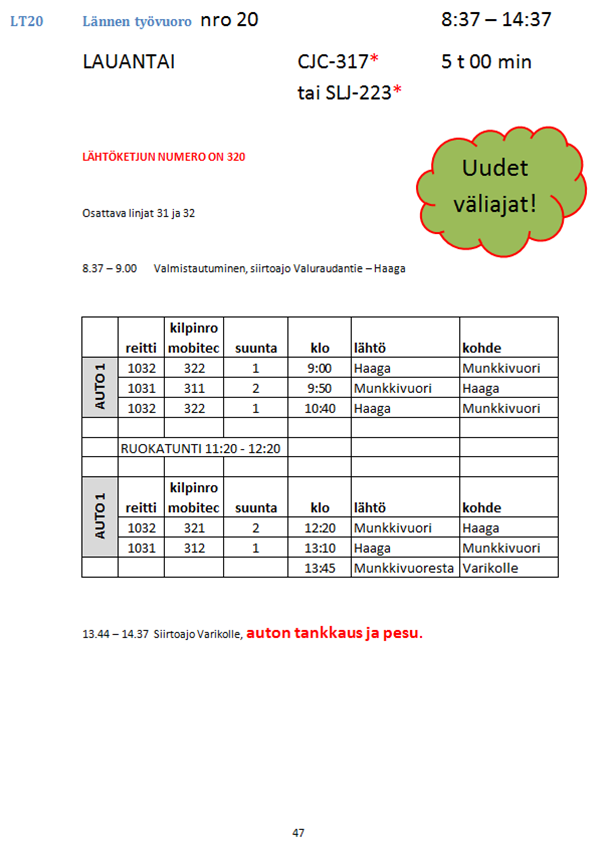 LT20 Lännen työvuoro nro 20 8:37 – 14:37
LAUANTAI CJC-317* 5 t 00 min
tai SLJ-223*
LÄHTÖKETJUN NUMERO ON 320
Uudet
väliajat!
Osattava linjat 31 ja 32
8.37 – 9.00 Valmistautuminen, siirtoajo Valuraudantie – Haaga
kilpinro
reitti mobitec suunta klo lähtö kohde
AUTO 1
1032 322 1 9:00 Haaga Munkkivuori
1031 311 2 9:50 Munkkivuori Haaga
1032 322 1 10:40 Haaga Munkkivuori
RUOKATUNTI 11:20 - 12:20
kilpinro
reitti mobitec suunta klo lähtö kohde
AUTO 1
1032 321 2 12:20 Munkkivuori Haaga
1031 312 1 13:10 Haaga Munkkivuori
13:45 Munkkivuoresta Varikolle
13.44 – 14.37 Siirtoajo Varikolle, auton tankkaus ja pesu.
47